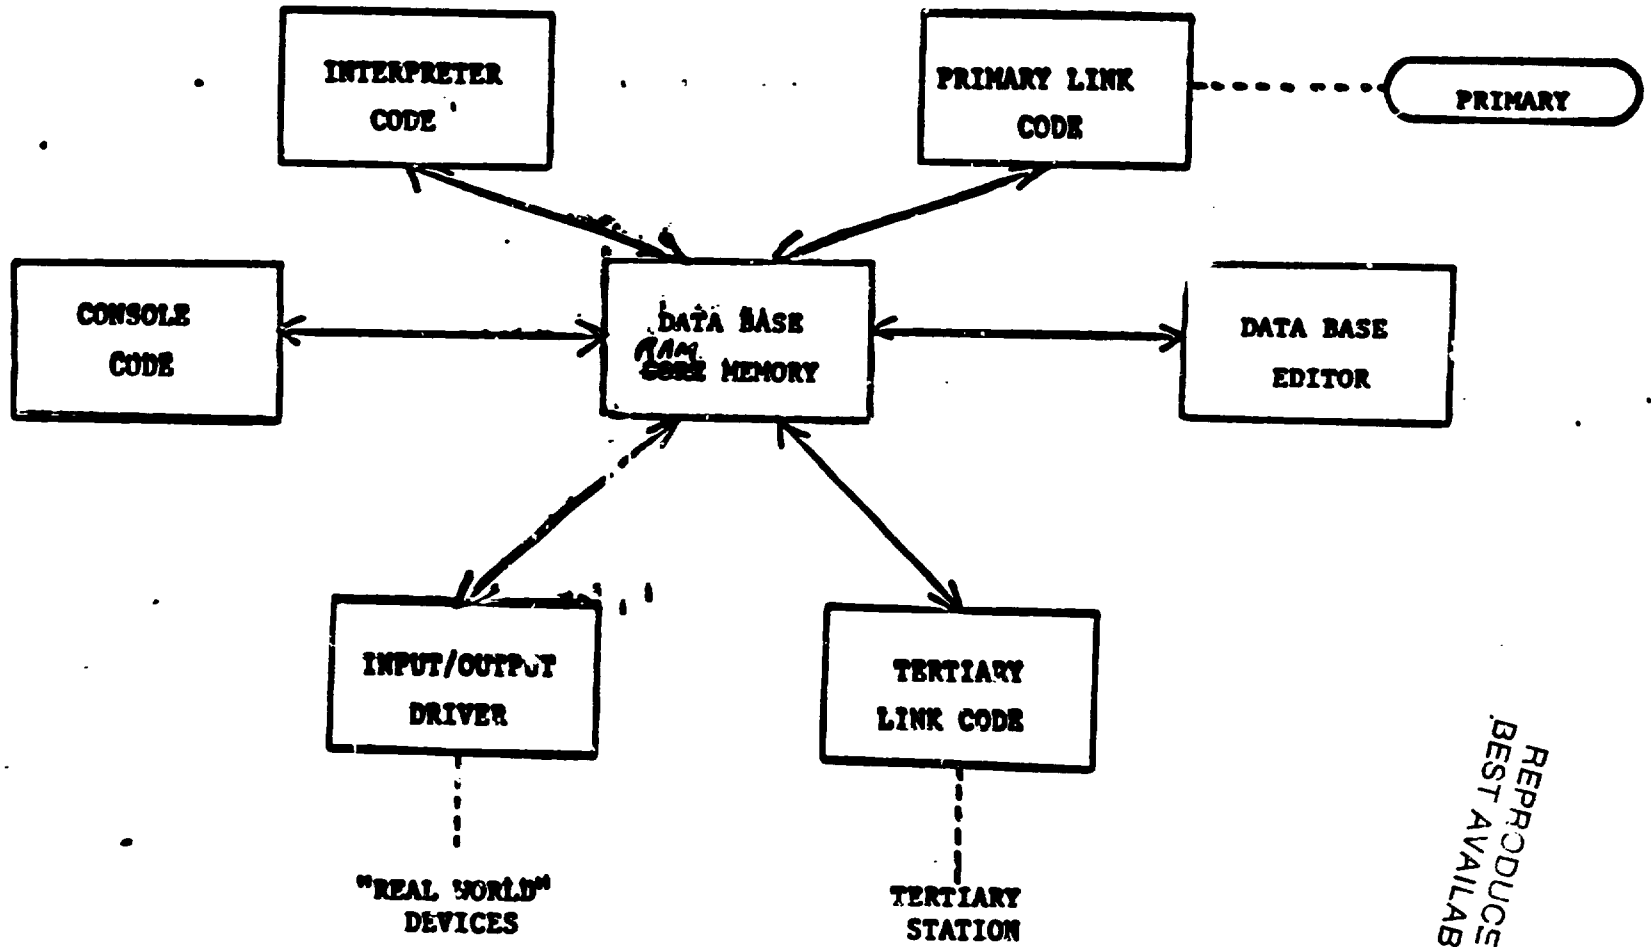 INTERPRETER
CODE
PRIMARY LINK
CODE
PRIMARY
CONSOLE
CODE
DATA BASE
RAM
CORE MEMORY
DATA BASE
EDITOR
INPUT/OUTPUT
DRIVER
TERTIARY
LINK CODE
"REAL WORLD"
DEVICES
TERTIARY
STATION
REPRODUCE
BEST AVAILAB